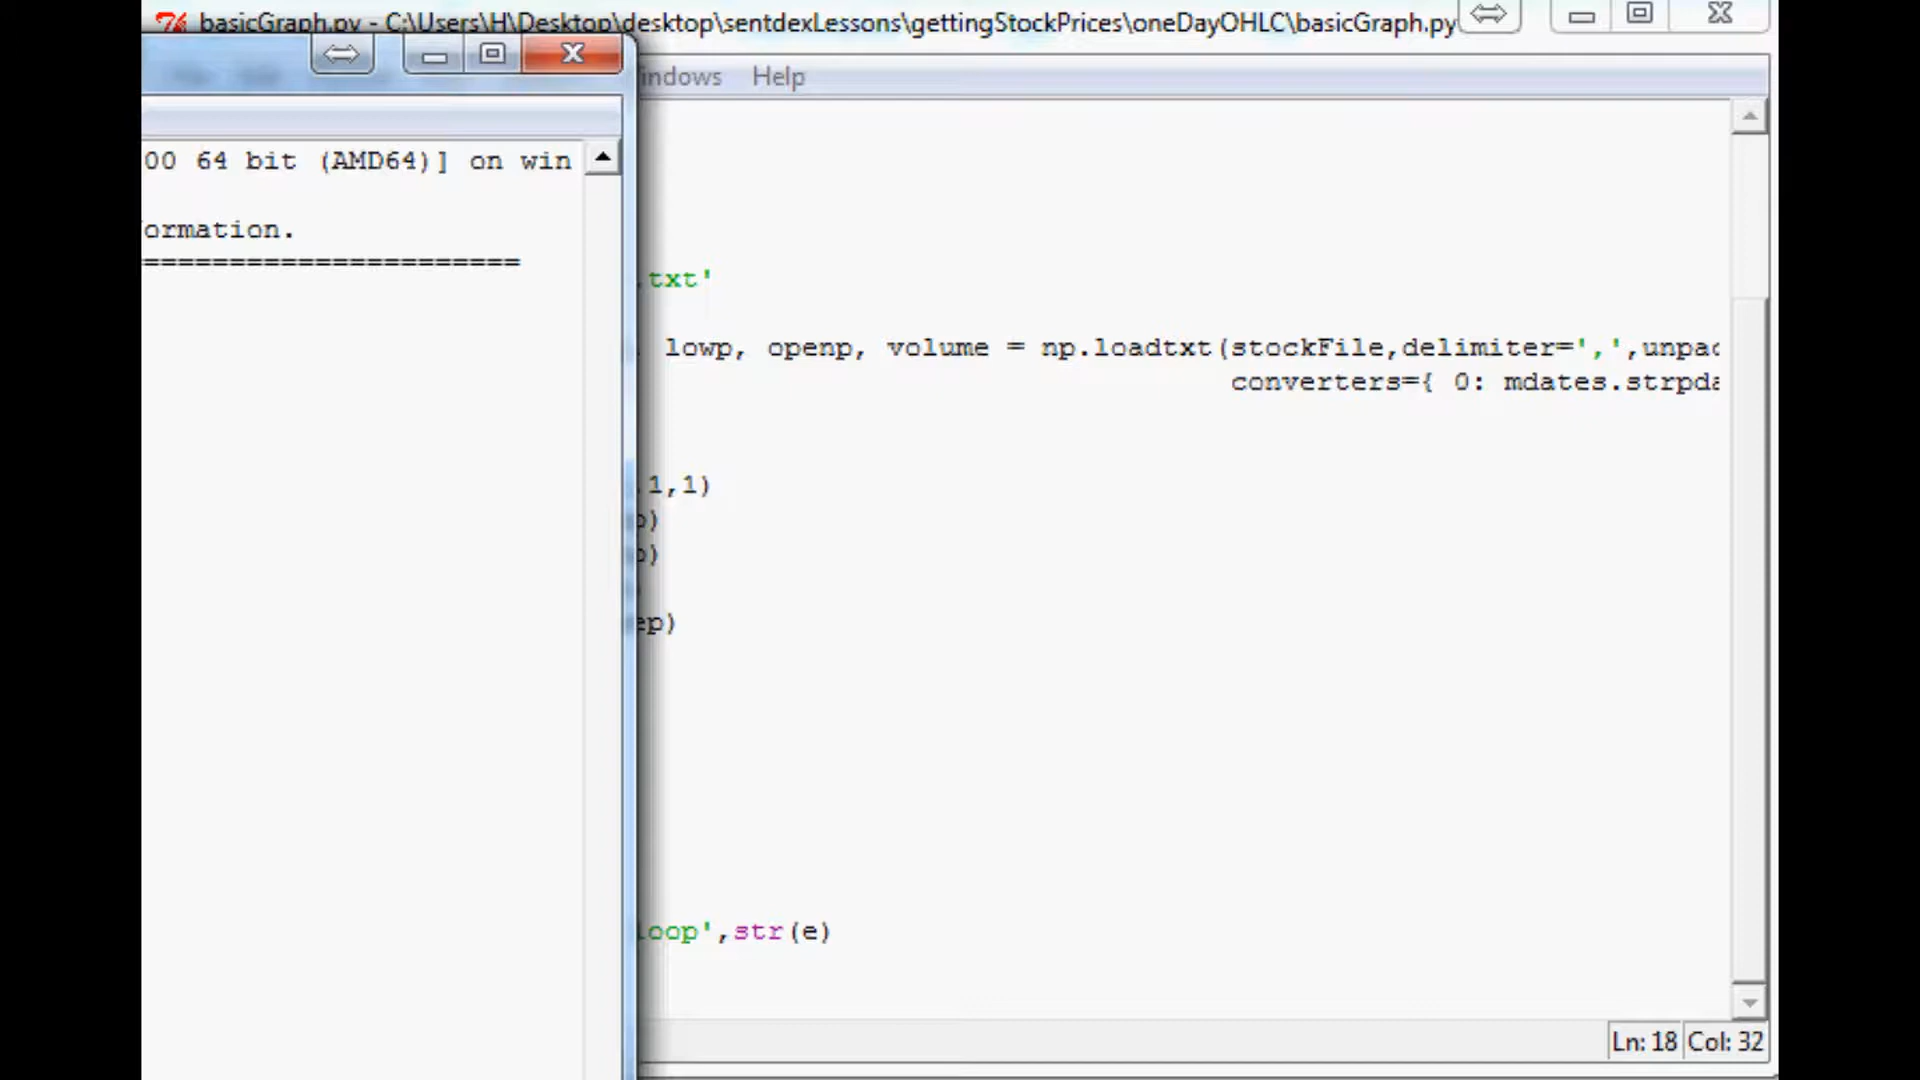 basicGraph.py - C:\Users\H\Desktop\desktop\sentdexLessons\gettingStockPrices\oneDayOHLC\basicGraph.py
indows Help
00 64 bit (AMD64)] on win
ormation.
======================
.txt'
lowp, openp, volume = np.loadtxt(stockFile,delimiter=',',unpac
converters={ 0: mdates.strpda
1,1)
p)
p)
ep)
loop',str(e)
Ln: 18 Col: 32